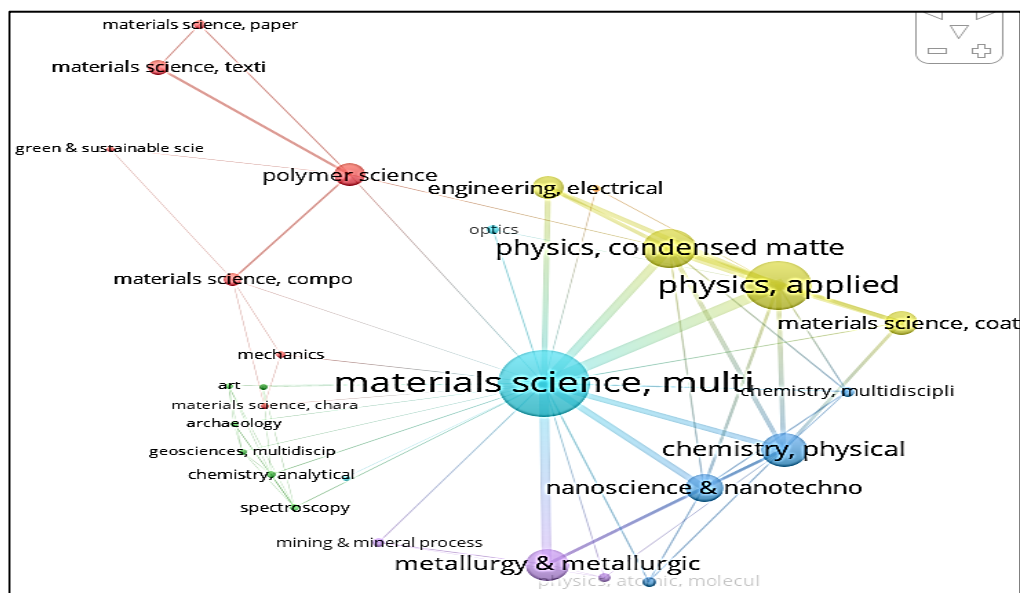 materials science, paper
materials science, texti
green & sustainable scie
polymer science
engineering, electrical
optics
physics, condensed matte
physics, applied
materials science, compo
materials science, coat
mechanics
materials science, multi
art
chemistry, multidiscipli
materials science, chara
archaeology
geosciences, multidiscip
chemistry, physical
chemistry, analytical
nanoscience & nanotechno
spectroscopy
mining & mineral process
metallurgy & metallurgic
physics, atomic, molecul